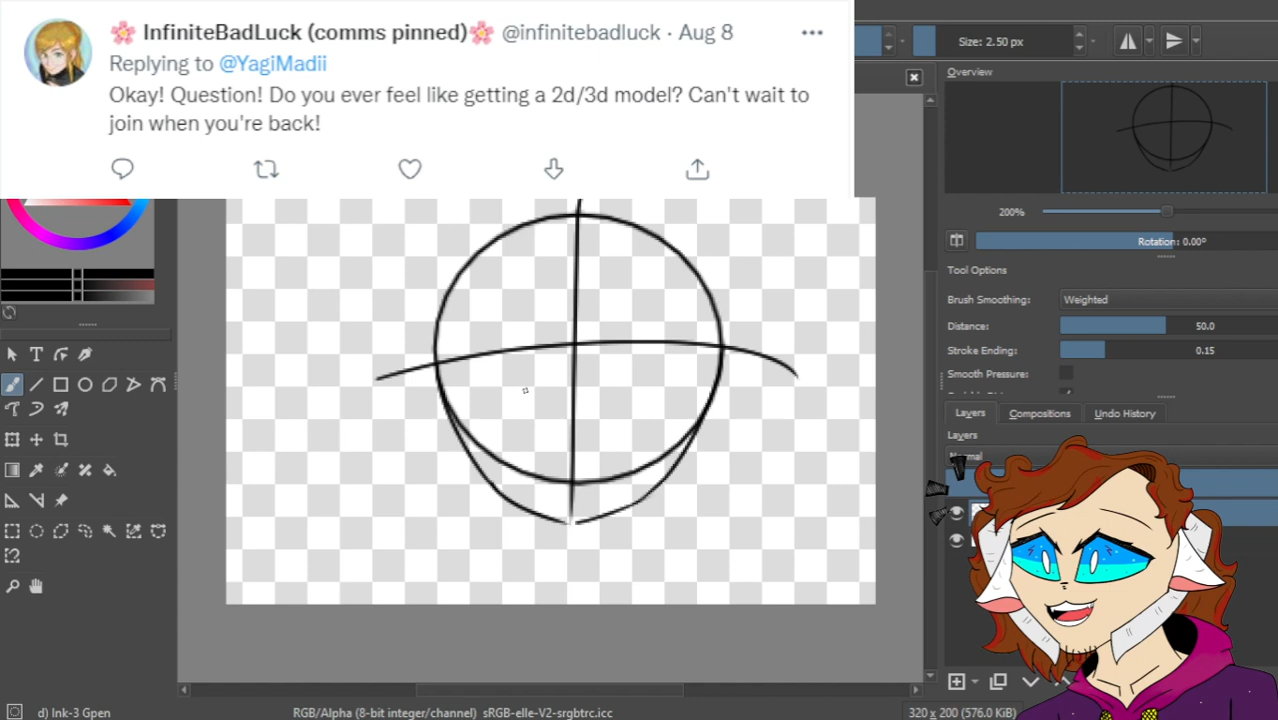 🌸 InfiniteBadLuck (comms pinned)🌸 @infinitebadluck · Aug 8
Replying to @YagiMadii
Okay! Question! Do you ever feel like getting a 2d/3d model? Can't wait to
join when you're back!
Size: 2.50 px
Overview
200%
Rotation: 0.00°
Tool Options
Brush Smoothing: Weighted
Distance: 50.0
Stroke Ending: 0.15
Smooth Pressure:
Layers Compositions Undo History
Layers
d) Ink-3 Gpen
RGB/Alpha (8-bit integer/channel) sRGB-elle-V2-srgbtrc.icc
320 x 200 (576.0 KiB)